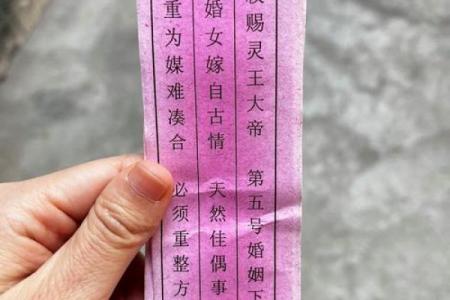 赐灵王大帝 第五号婚姻下
婚女嫁自古情 天然佳偶事
重为媒难凑合 必须重整方